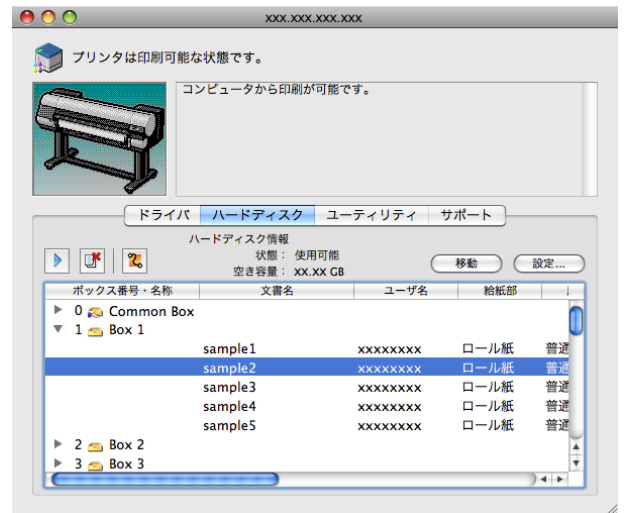 xxx.xxx.xxx.xxx
プリンタは印刷可能な状態です。
コンピュータから印刷が可能です。
ドライバ ハードディスク ユーティリティ サポート
ハードディスク情報
状態： 使用可能
空き容量： XX.XX GB
移動 設定...
ボックス番号・名称 文書名 ユーザ名 給紙部
0 Common Box
1 Box 1
sample1 xxxxxxxx ロール紙 普通
sample2 xxxxxxxx ロール紙 普通
sample3 xxxxxxxx ロール紙 普通
sample4 xxxxxxxx ロール紙 普通
sample5 xxxxxxxx ロール紙 普通
2 Box 2
3 Box 3